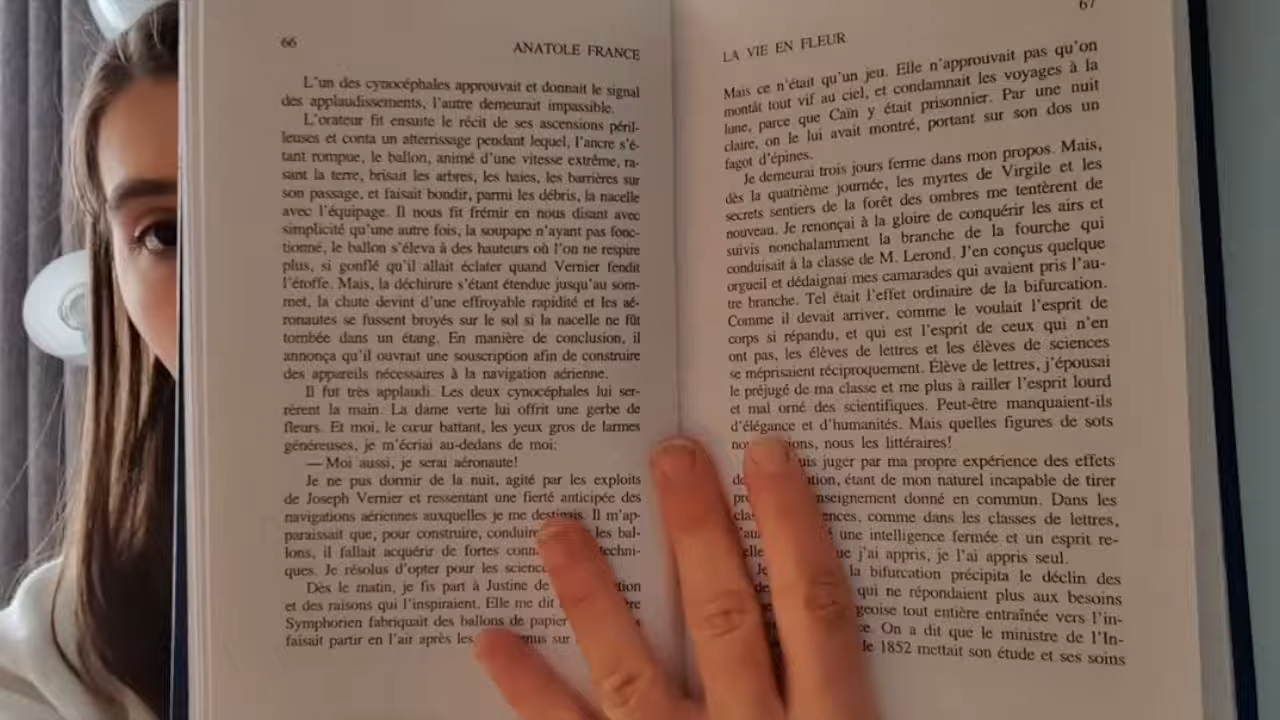 66
ANATOLE FRANCE
L'un des cynocéphales approuvait et donnait le signal
des applaudissements, l'autre demeurait impassible.
L'orateur fit ensuite le récit de ses ascensions péril-
leuses et conta un atterrissage pendant lequel, l'ancre s'é-
tant rompue, le ballon, animé d'une vitesse extrême, ra-
sant la terre, brisait les arbres, les haies, les barrières sur
son passage, et faisait bondir, parmi les débris, la nacelle
avec l'équipage. Il nous fit frémir en nous disant avec
simplicité qu'une autre fois, la soupape n'ayant pas fonc-
tionné, le ballon s'éleva à des hauteurs où l'on ne respire
plus, si gonflé qu'il allait éclater quand Vernier fendit
l'étoffe. Mais, la déchirure s'étant étendue jusqu'au som-
met, la chute devint d'une effroyable rapidité et les aé-
ronautes se fussent broyés sur le sol si la nacelle ne fût
tombée dans un étang. En manière de conclusion, il
annonça qu'il ouvrait une souscription afin de construire
des appareils nécessaires à la navigation aérienne.
Il fut très applaudi. Les deux cynocéphales lui ser-
rèrent la main. La dame verte lui offrit une gerbe de
fleurs. Et moi, le cœur battant, les yeux gros de larmes
généreuses, je m'écriai au-dedans de moi:
— Moi aussi, je serai aéronaute!
Je ne pus dormir de la nuit, agité par les exploits
de Joseph Vernier et ressentant une fierté anticipée des
navigations aériennes auxquelles je me destinais. Il m'ap-
paraissait que, pour construire, conduire les bal-
lons, il fallait acquérir de fortes techni-
ques. Je résolus d'opter pour les
Dès le matin, je fis part à Justine de
et des raisons qui l'inspiraient. Elle me dit
Symphorien fabriquait des ballons de papier
faisait partir en l'air après les sur
67
LA VIE EN FLEUR
Mais ce n'était qu'un jeu. Elle n'approuvait pas qu'on
montât tout vif au ciel, et condamnait les voyages à la
lune, parce que Caïn y était prisonnier. Par une nuit
claire, on le lui avait montré, portant sur son dos un
fagot d'épines.
Je demeurai trois jours ferme dans mon propos. Mais,
dès la quatrième journée, les myrtes de Virgile et les
secrets sentiers de la forêt des ombres me tentèrent de
nouveau. Je renonçai à la gloire de conquérir les airs et
suivis nonchalamment la branche de la fourche qui
conduisait à la classe de M. Lerond. J'en conçus quelque
orgueil et dédaignai mes camarades qui avaient pris l'au-
tre branche. Tel était l'effet ordinaire de la bifurcation.
Comme il devait arriver, comme le voulait l'esprit de
corps si répandu, et qui est l'esprit de ceux qui n'en
ont pas, les élèves de lettres et les élèves de sciences
se méprisaient réciproquement. Élève de lettres, j'épousai
le préjugé de ma classe et me plus à railler l'esprit lourd
et mal orné des scientifiques. Peut-être manquaient-ils
d'élégance et d'humanités. Mais quelles figures de sots
nous, les littéraires!
juger par ma propre expérience des effets
étant de mon naturel incapable de tirer
donné en commun. Dans les
comme dans les classes de lettres,
une intelligence fermée et un esprit re-
j'ai appris, je l'ai appris seul.
Je la bifurcation précipita le déclin des
qui ne répondaient plus aux besoins
tout entière entraînée vers l'in-
On a dit que le ministre de l'In-
1852 mettait son étude et ses soins